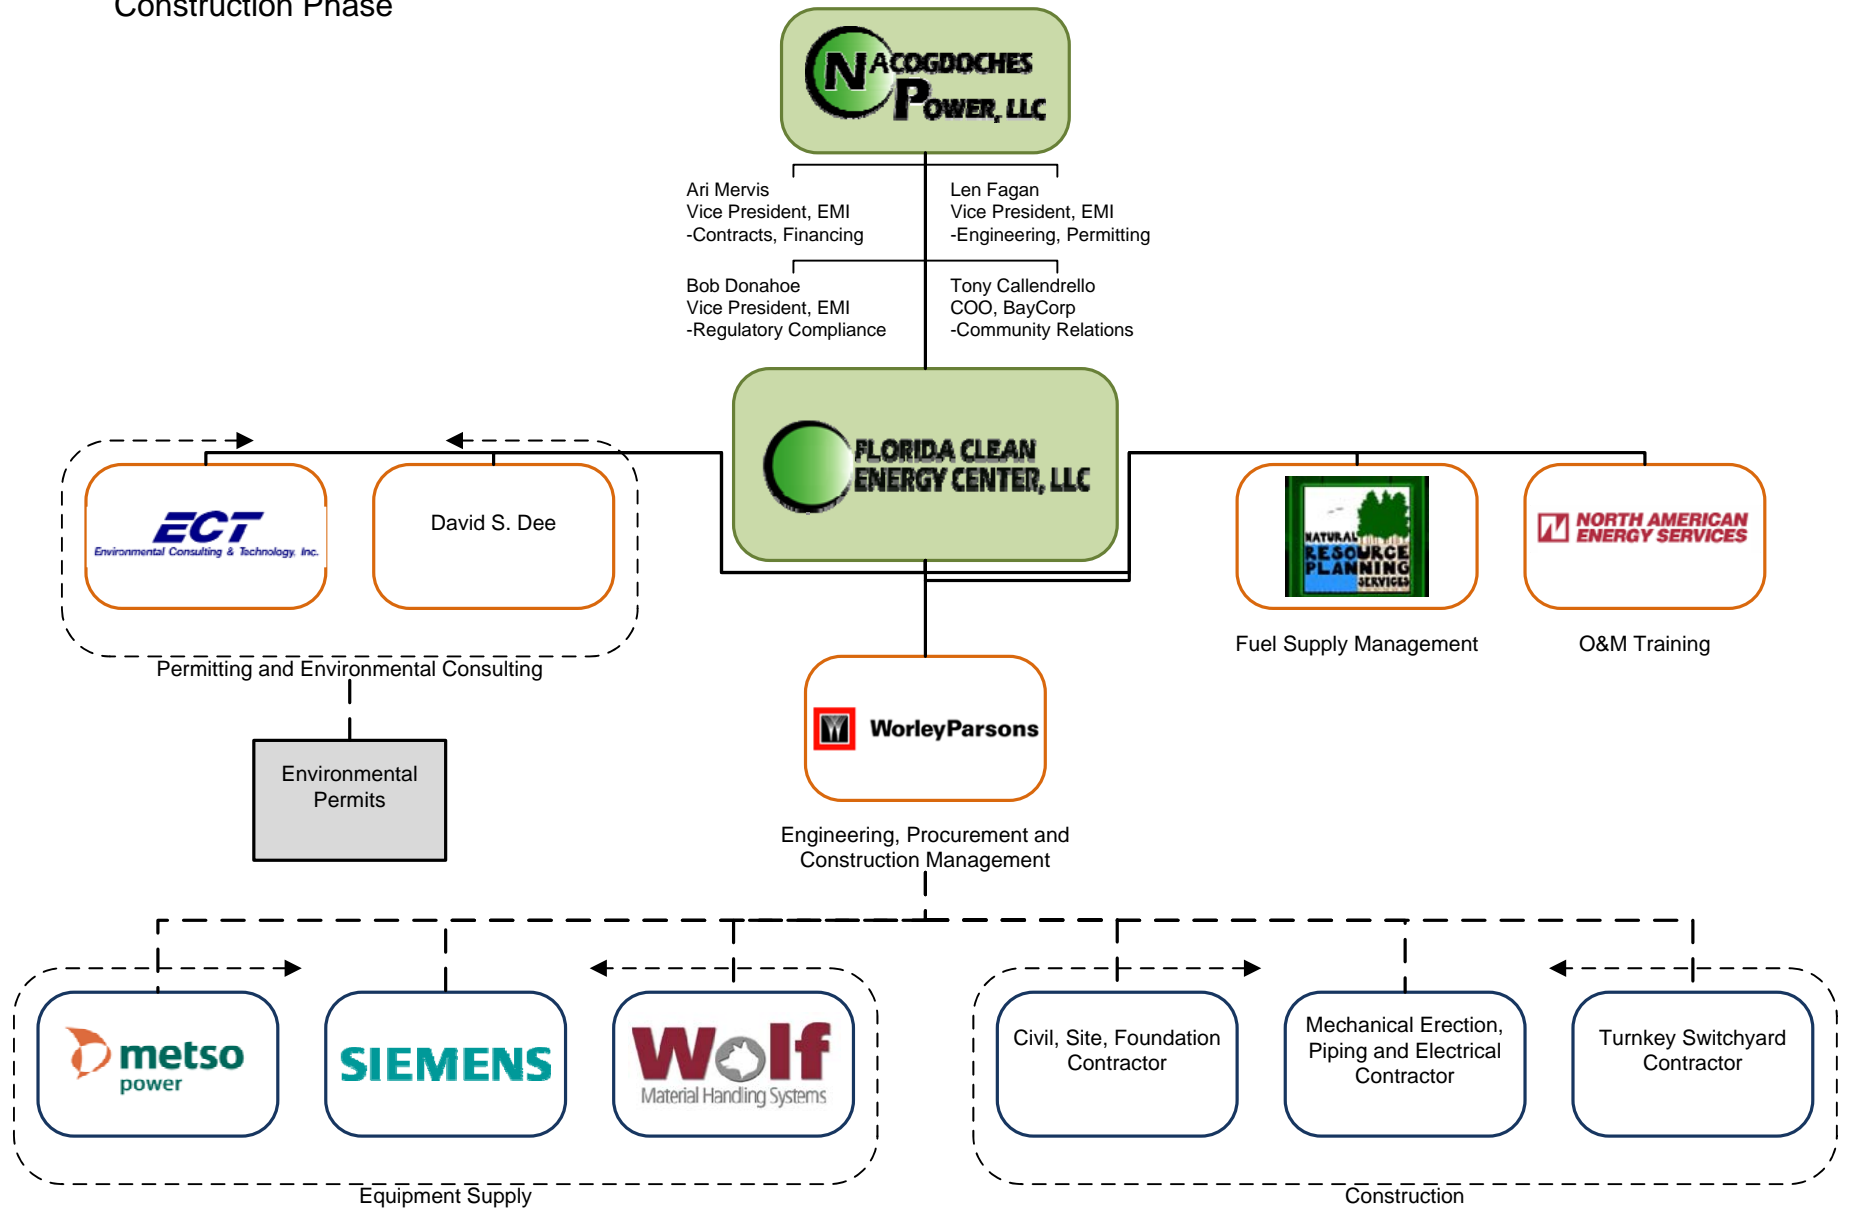 Construction Phase
NACOGDOCHES
POWER, LLC
Ari Mervis
Vice President, EMI
-Contracts, Financing
Len Fagan
Vice President, EMI
-Engineering, Permitting
Bob Donahoe
Vice President, EMI
-Regulatory Compliance
Tony Callendrello
COO, BayCorp
-Community Relations
FLORIDA CLEAN
ENERGY CENTER, LLC
ECT
Environmental Consulting & Technology, Inc.
David S. Dee
Permitting and Environmental Consulting
Environmental
Permits
NATURAL
RESOURCE
PLANNING
SERVICES
Fuel Supply Management
NORTH AMERICAN
ENERGY SERVICES
O&M Training
WorleyParsons
Engineering, Procurement and
Construction Management
metso
power
SIEMENS
Wolf
Material Handling Systems
Equipment Supply
Civil, Site, Foundation
Contractor
Mechanical Erection,
Piping and Electrical
Contractor
Turnkey Switchyard
Contractor
Construction